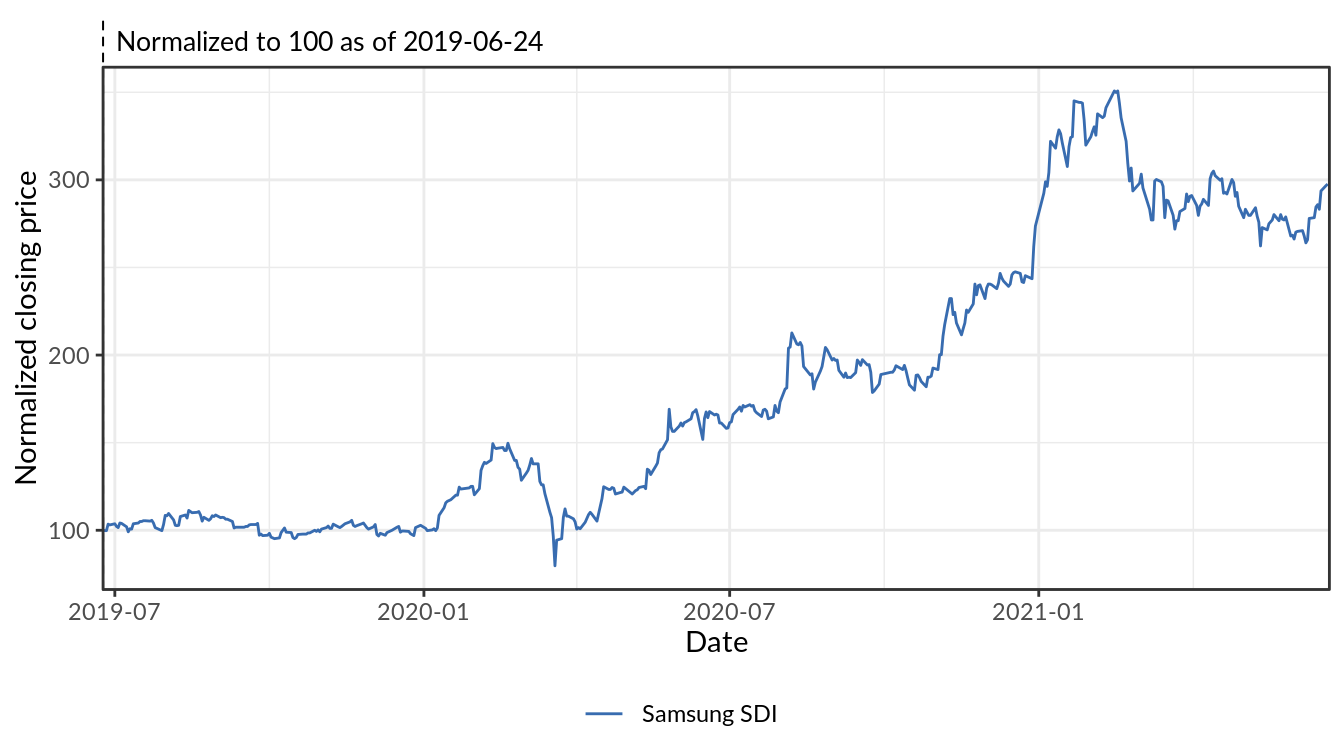 Normalized to 100 as of 2019-06-24
Normalized closing price
300
200
100
2019-07
2020-01
2020-07
2021-01
Date
Samsung SDI